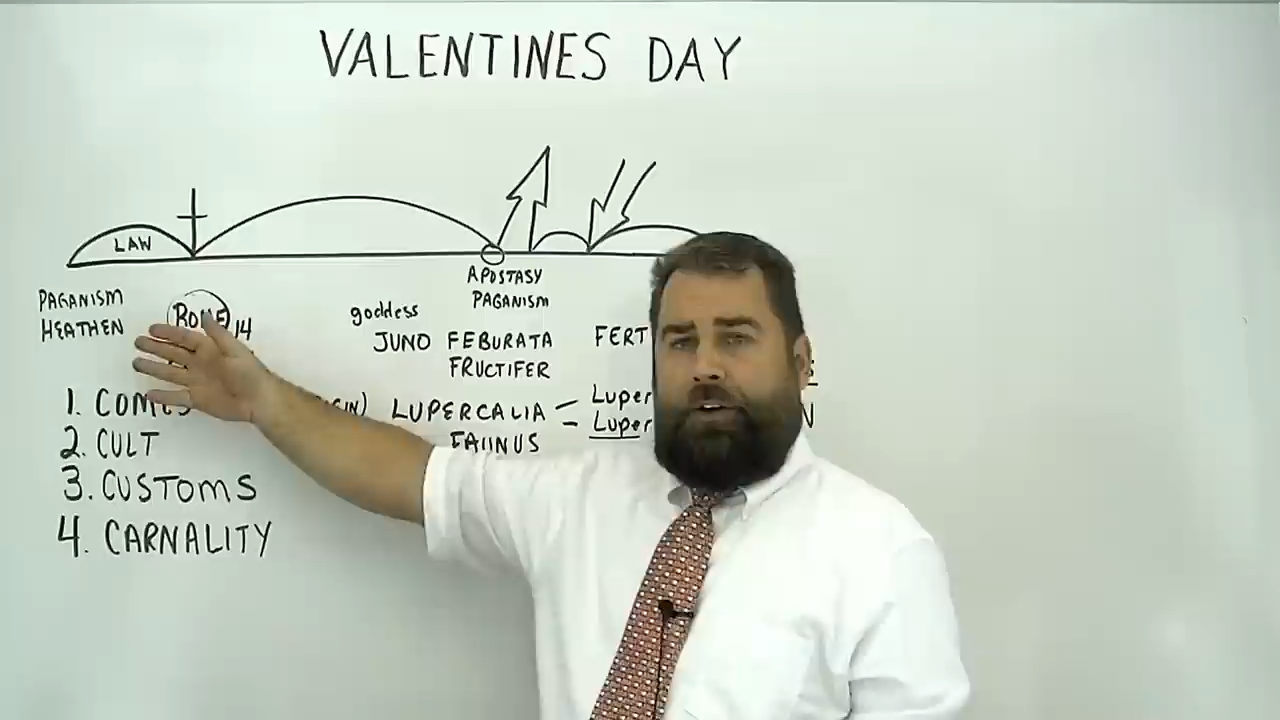 VALENTINES DAY
LAW
APOSTASY
PAGANISM
PAGANISM
HEATHEN
14
goddess
JUNO FEBURATA
FRUCTIFER
FERT
1.
LUPERCALIA – Luper
FAUNUS – Luper
N
2. CULT
3. CUSTOMS
4. CARNALITY